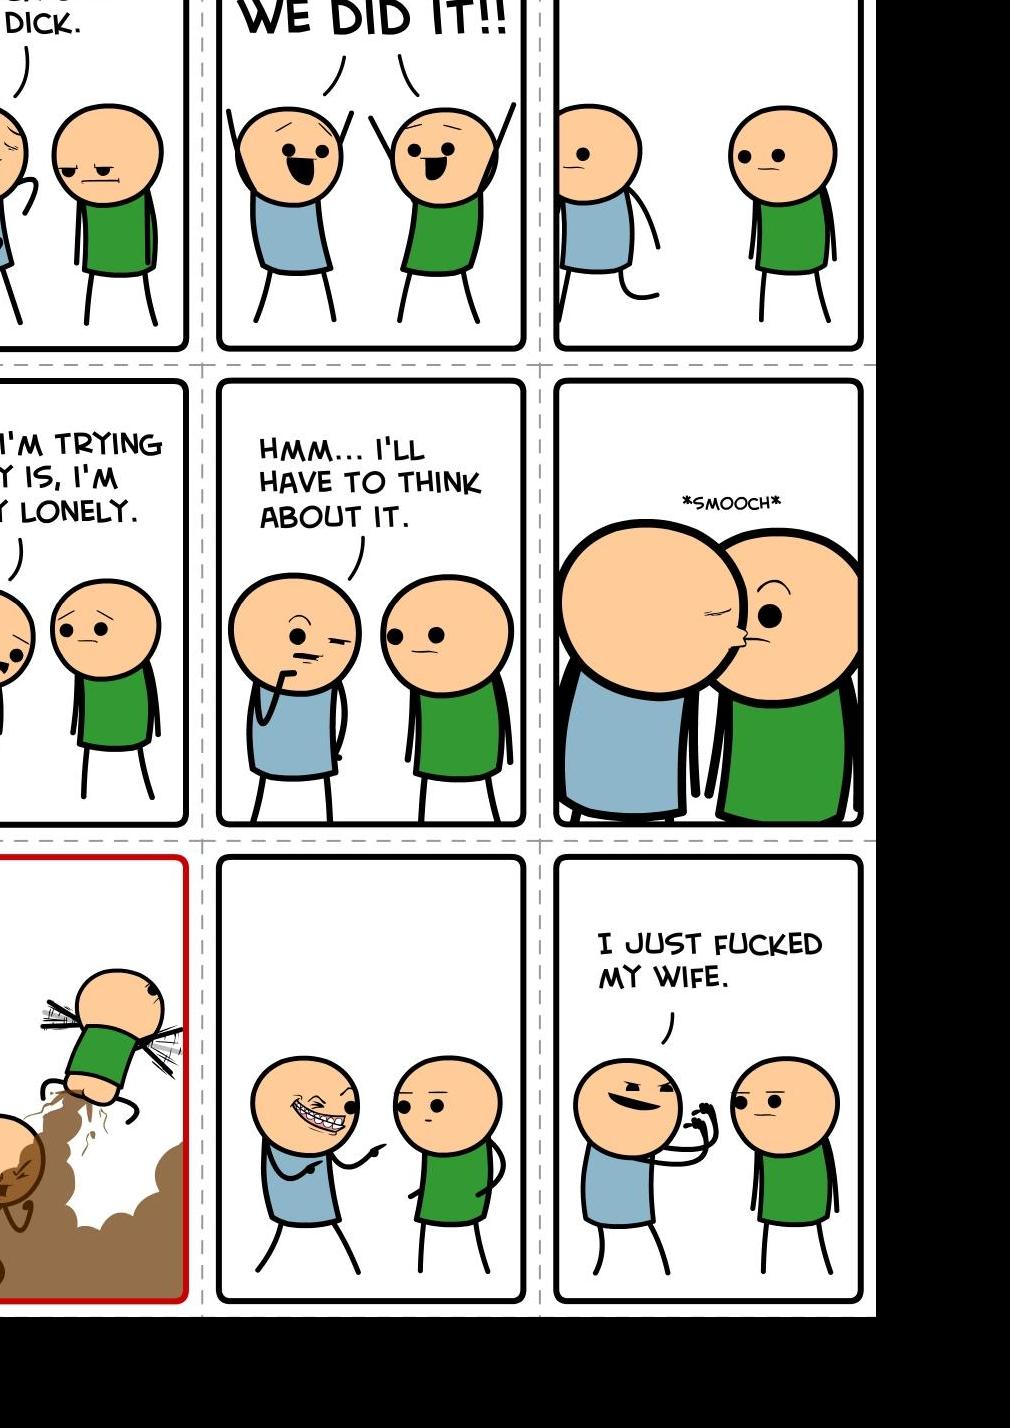 DICK.
WE DID IT!!
I'M TRYING
Y IS, I'M
Y LONELY.
HMM... I'LL
HAVE TO THINK
ABOUT IT.
*SMOOCH*
I JUST FUCKED
MY WIFE.